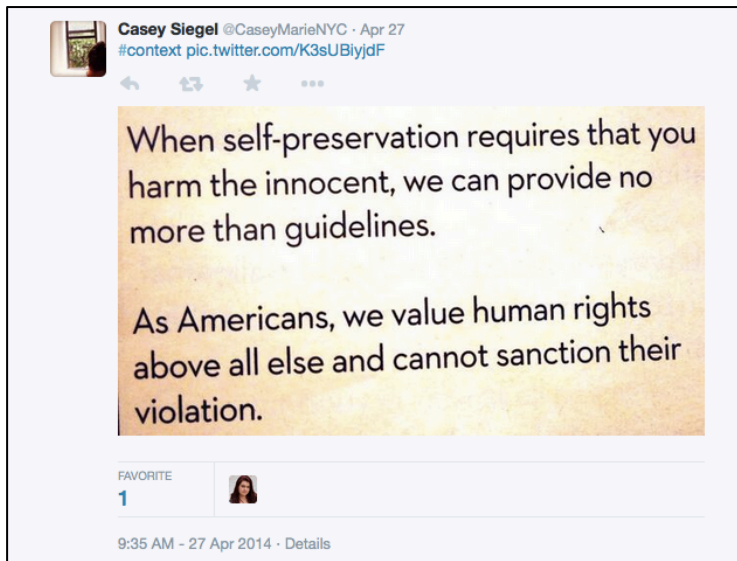 Casey Siegel @CaseyMarieNYC · Apr 27
#context pic.twitter.com/K3sUBiyjdF
When self-preservation requires that you
harm the innocent, we can provide no
more than guidelines.
As Americans, we value human rights
above all else and cannot sanction their
violation.
FAVORITE
1
9:35 AM - 27 Apr 2014 · Details